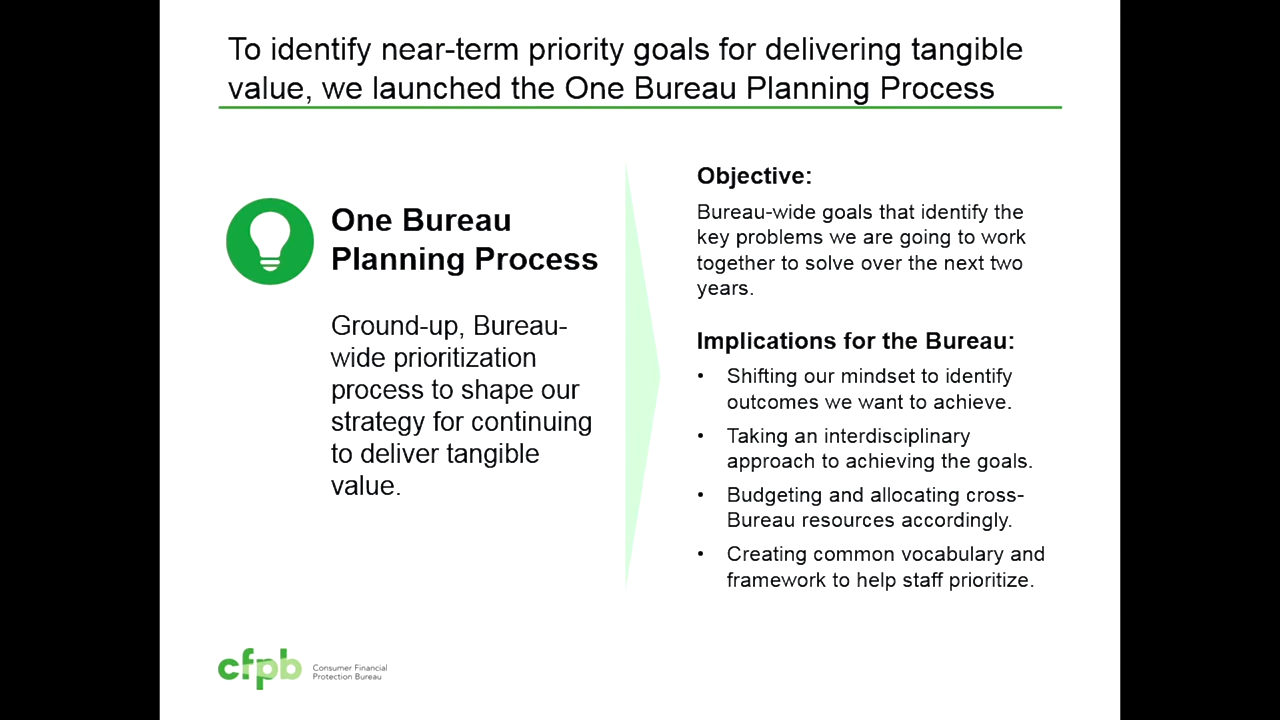 To identify near-term priority goals for delivering tangible
value, we launched the One Bureau Planning Process
One Bureau
Planning Process
Ground-up, Bureau-
wide prioritization
process to shape our
strategy for continuing
to deliver tangible
value.
Objective:
Bureau-wide goals that identify the
key problems we are going to work
together to solve over the next two
years.
Implications for the Bureau:
• Shifting our mindset to identify
outcomes we want to achieve.
• Taking an interdisciplinary
approach to achieving the goals.
• Budgeting and allocating cross-
Bureau resources accordingly.
• Creating common vocabulary and
framework to help staff prioritize.
cfpb
Consumer Financial
Protection Bureau